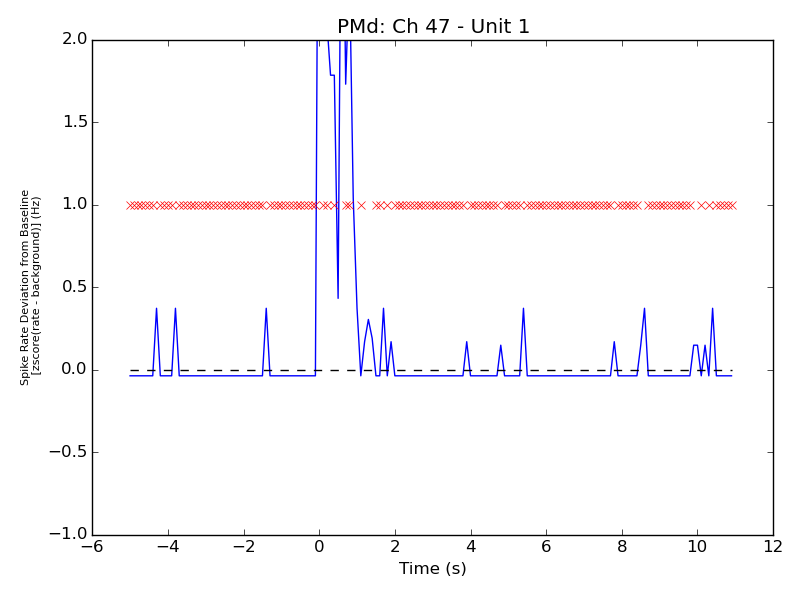 PMd: Ch 47 - Unit 1
2.0
1.5
1.0
0.5
0.0
−0.5
−1.0
Spike Rate Deviation from Baseline
[zscore(rate - background)] (Hz)
−6 −4 −2 0 2 4 6 8 10 12
Time (s)